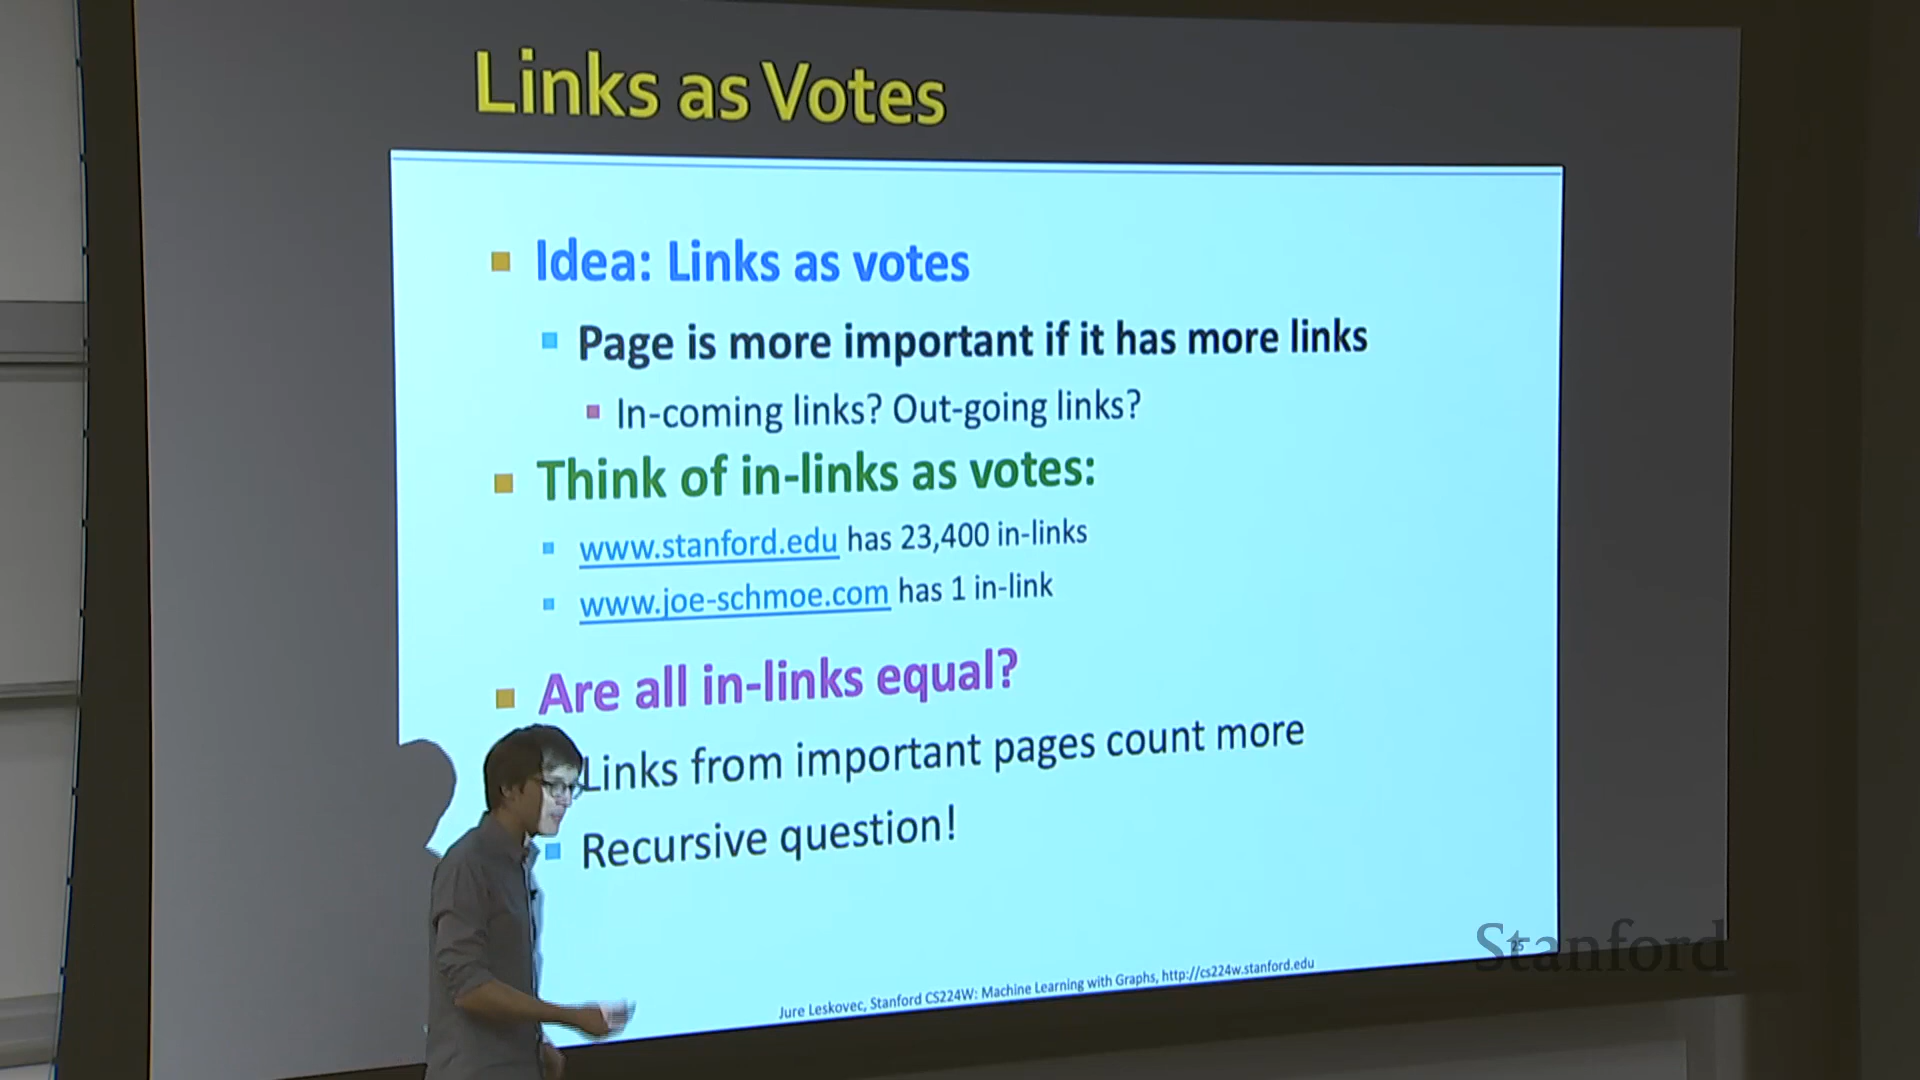 Links as Votes
Idea: Links as votes
Page is more important if it has more links
In-coming links? Out-going links?
Think of in-links as votes:
www.stanford.edu has 23,400 in-links
www.joe-schmoe.com has 1 in-link
Are all in-links equal?
Links from important pages count more
Recursive question!
Stanford
25
Jure Leskovec, Stanford CS224W: Machine Learning with Graphs, http://cs224w.stanford.edu